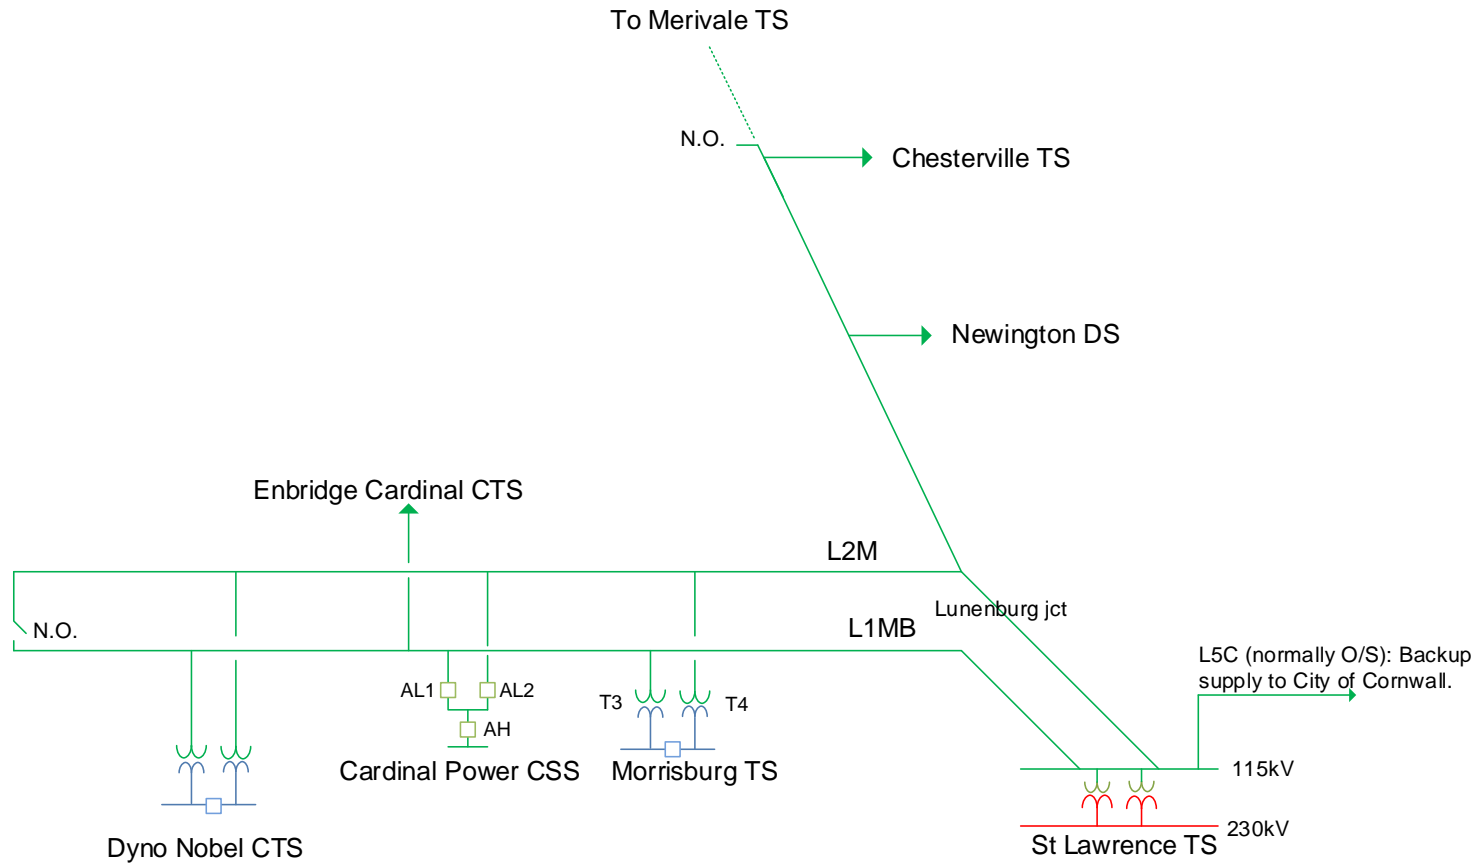 To Merivale TS
N.O.
Chesterville TS
Newington DS
Enbridge Cardinal CTS
L2M
Lunenburg jct
N.O.
L1MB
L5C (normally O/S): Backup
supply to City of Cornwall.
AL1
AL2
T3
T4
AH
Cardinal Power CSS
Morrisburg TS
115kV
230kV
Dyno Nobel CTS
St Lawrence TS